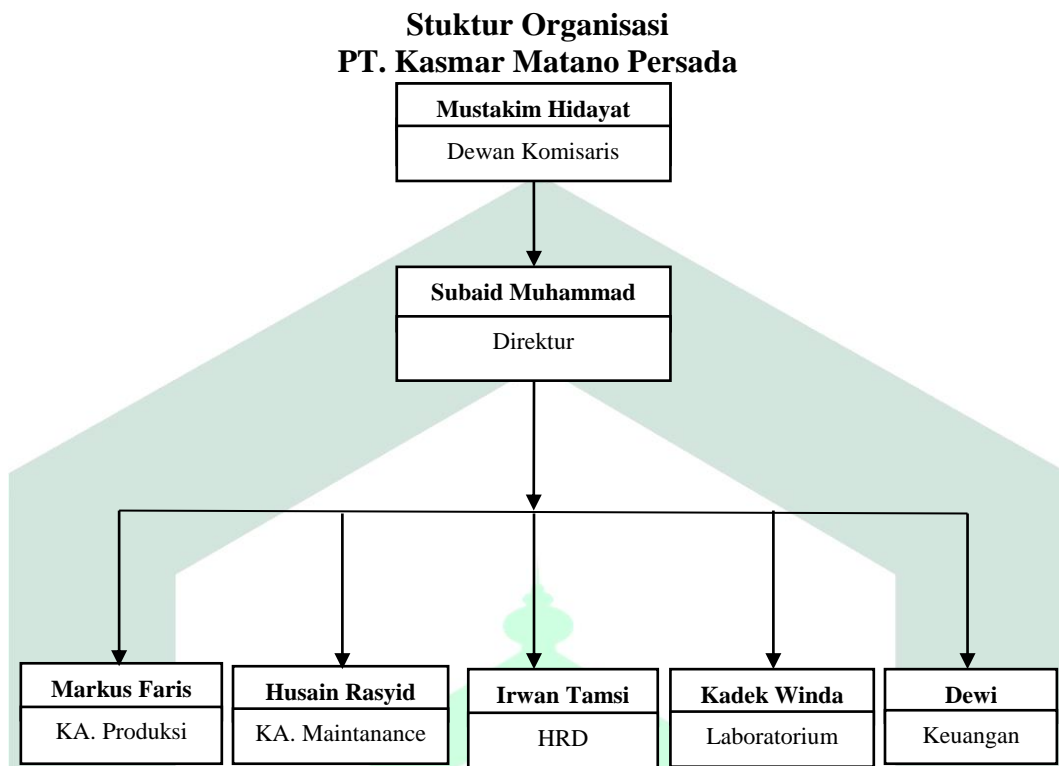 Stuktur Organisasi
PT. Kasmar Matano Persada
Mustakim Hidayat
Dewan Komisaris
Subaid Muhammad
Direktur
Markus Faris
KA. Produksi
Husain Rasyid
KA. Maintanance
Irwan Tamsi
HRD
Kadek Winda
Laboratorium
Dewi
Keuangan